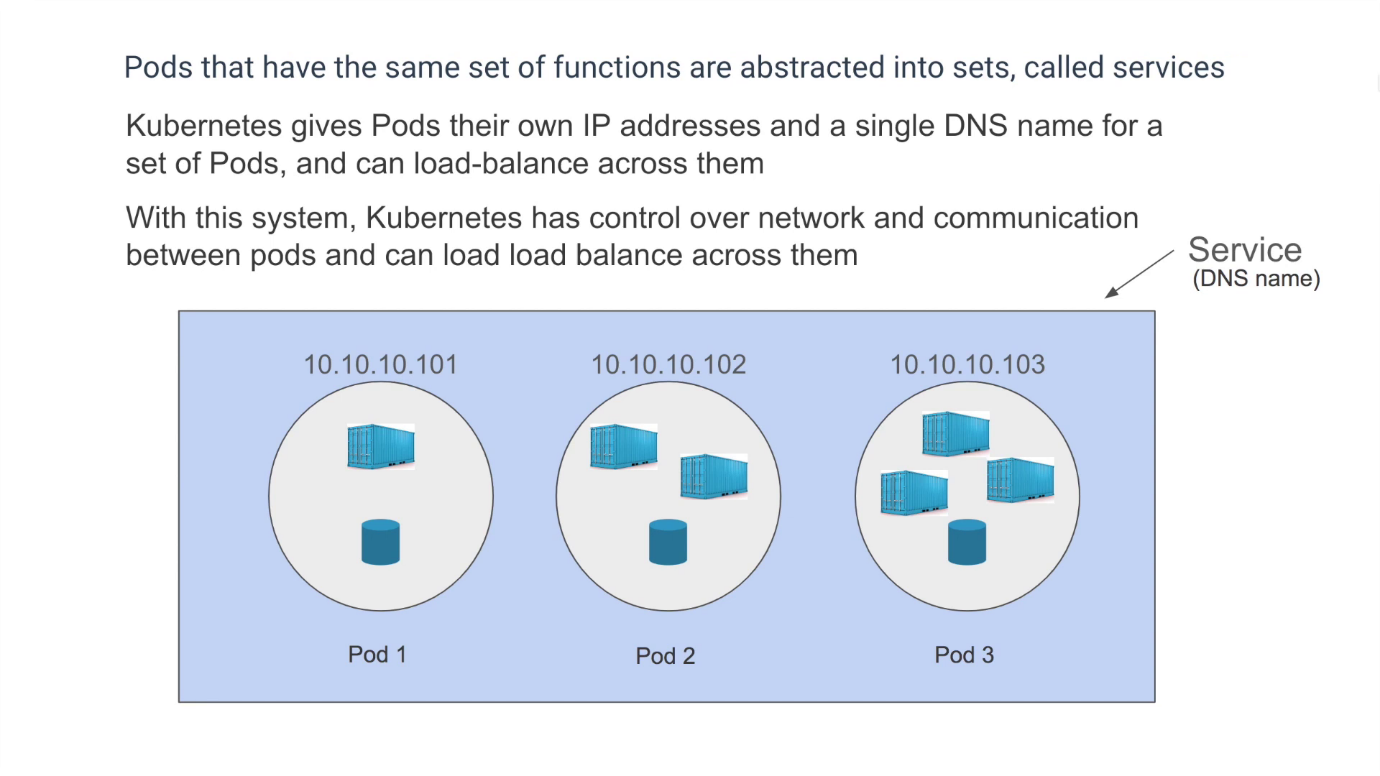 Pods that have the same set of functions are abstracted into sets, called services
Kubernetes gives Pods their own IP addresses and a single DNS name for a
set of Pods, and can load-balance across them
With this system, Kubernetes has control over network and communication
between pods and can load load balance across them
Service
(DNS name)
10.10.10.101
10.10.10.102
10.10.10.103
Pod 1
Pod 2
Pod 3